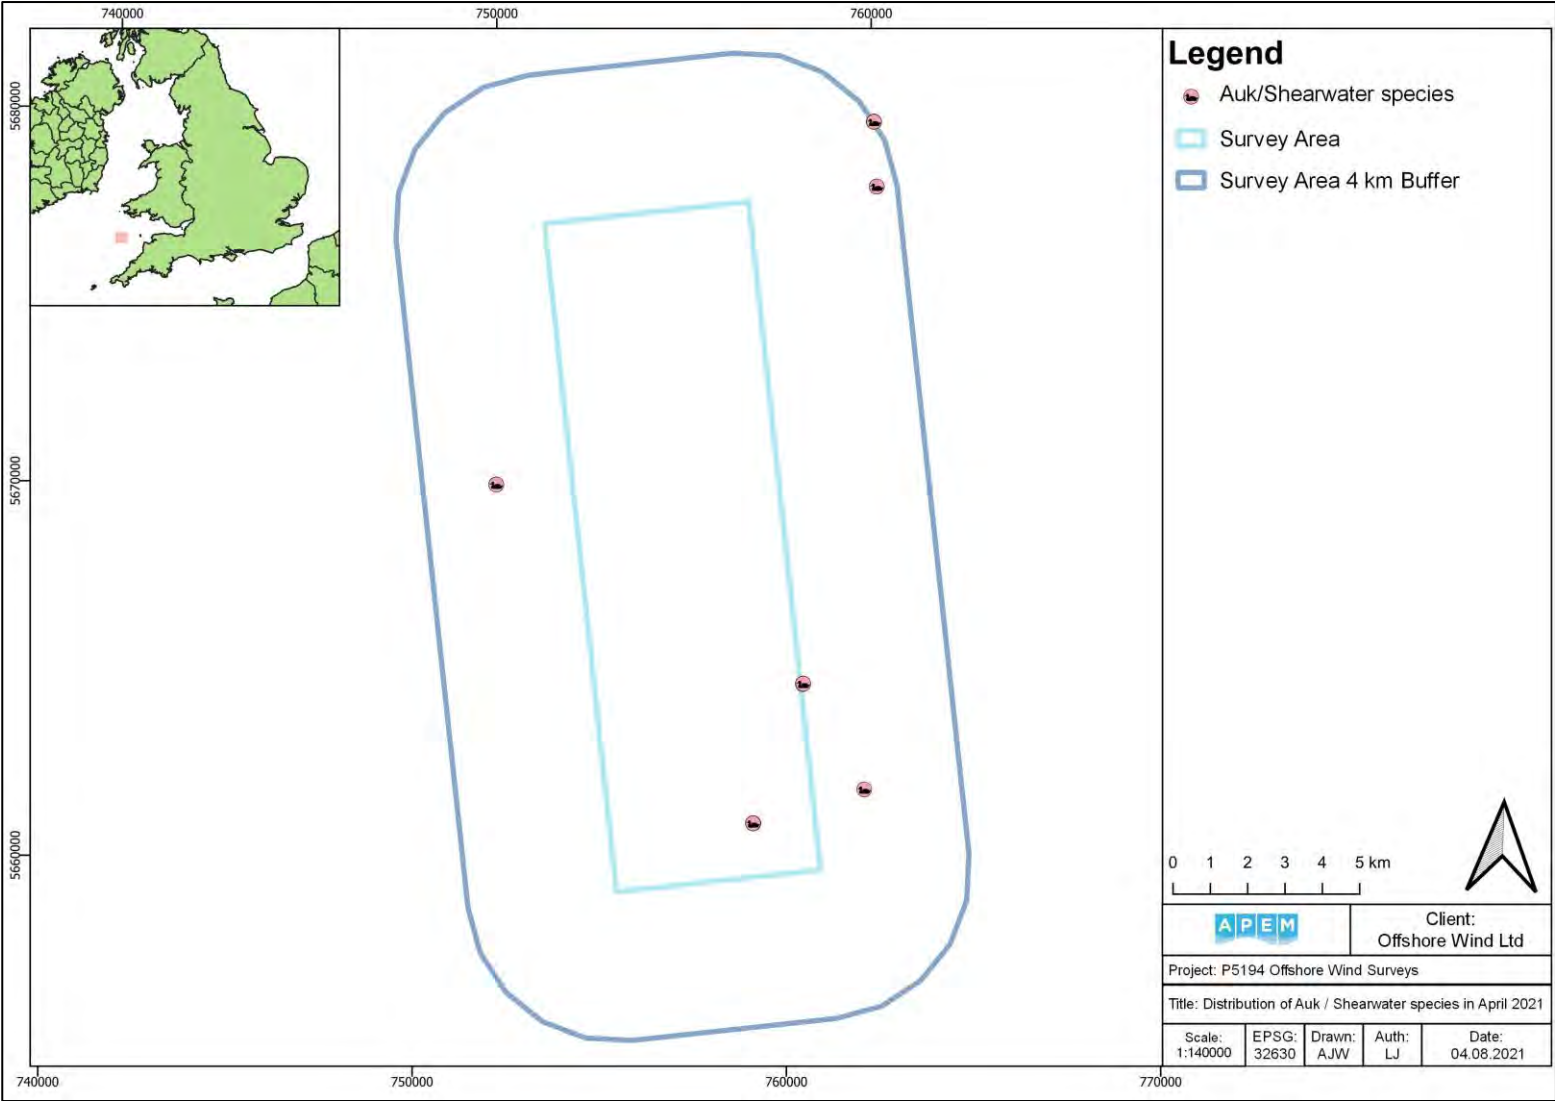 740000
750000
760000
5680000
5670000
5660000
Legend
Auk/Shearwater species
Survey Area
Survey Area 4 km Buffer
0 1 2 3 4 5 km
APEM
Client:
Offshore Wind Ltd
Project: P5194 Offshore Wind Surveys
Title: Distribution of Auk / Shearwater species in April 2021
Scale:
1:140000
EPSG:
32630
Drawn:
AJW
Auth:
LJ
Date:
04.08.2021
740000
750000
760000
770000